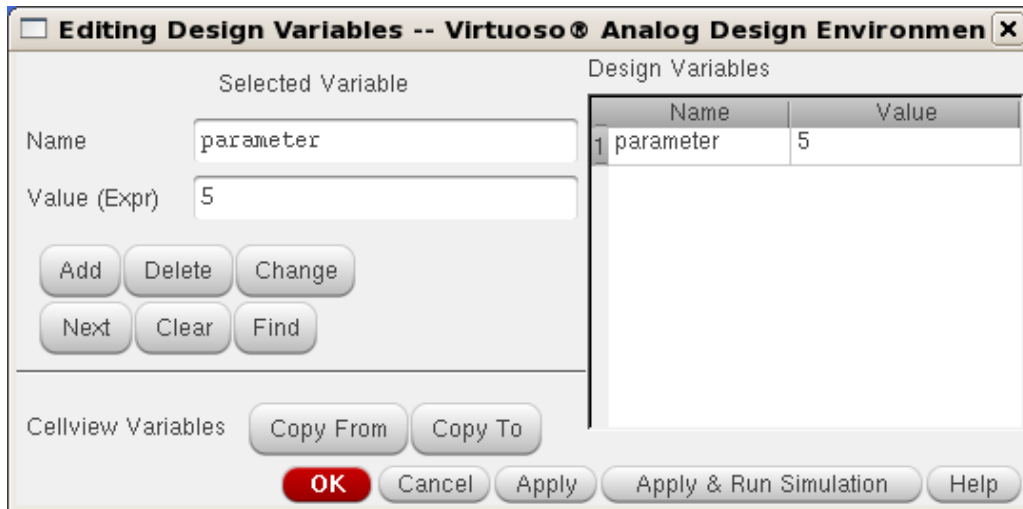 Editing Design Variables -- Virtuoso® Analog Design Environmen
Selected Variable
Name parameter
Value (Expr) 5
Add Delete Change
Next Clear Find
Cellview Variables Copy From Copy To
Design Variables
Name Value
1 parameter 5
OK Cancel Apply Apply & Run Simulation Help